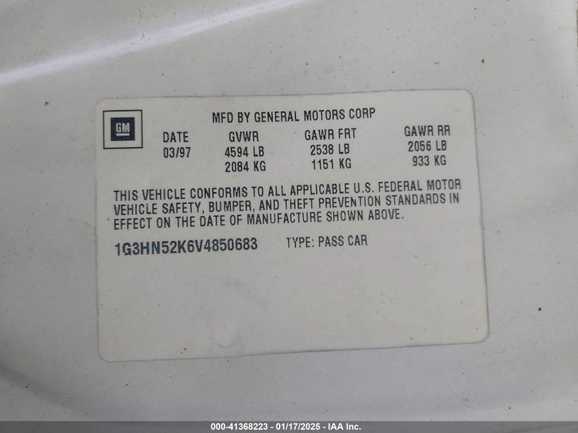 MFD BY GENERAL MOTORS CORP
GM
DATE GVWR GAWR FRT GAWR RR
03/97 4594 LB 2538 LB 2056 LB
2084 KG 1151 KG 933 KG
THIS VEHICLE CONFORMS TO ALL APPLICABLE U.S. FEDERAL MOTOR
VEHICLE SAFETY, BUMPER, AND THEFT PREVENTION STANDARDS IN
EFFECT ON THE DATE OF MANUFACTURE SHOWN ABOVE.
1G3HN52K6V4850683 TYPE: PASS CAR
000-41368223 - 01/17/2025 - IAA Inc.